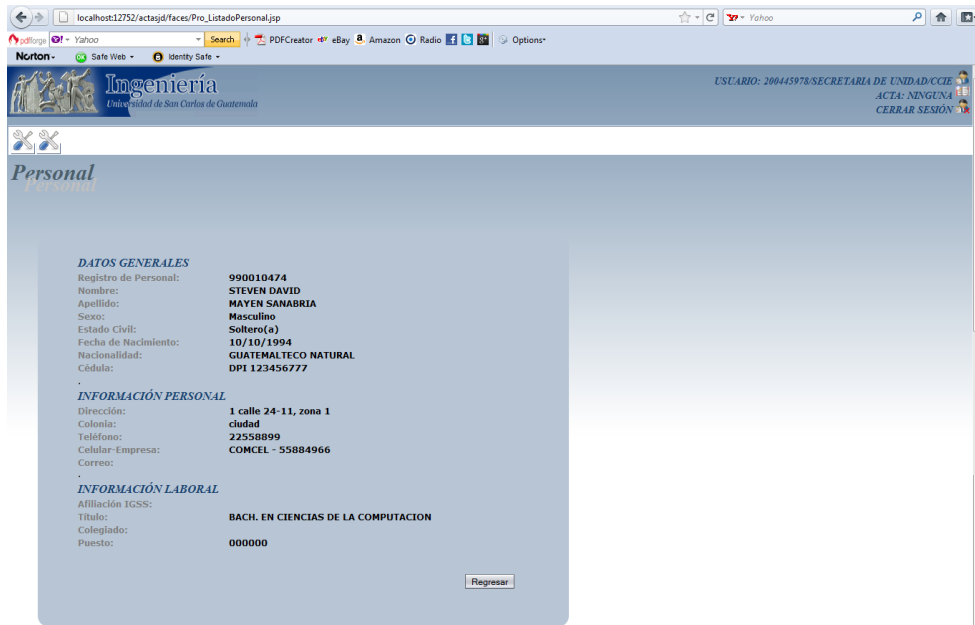 localhost:12752/actasjd/faces/Pro_ListadoPersonal.jsp
Yahoo
pdfforge Yahoo Search PDFCreator eBay Amazon Radio Options
Norton Safe Web Identity Safe
Ingeniería
Universidad de San Carlos de Guatemala
USUARIO: 200445978/SECRETARIA DE UNIDAD/CCIE
ACTA: NINGUNA
CERRAR SESIÓN
Personal
DATOS GENERALES
Registro de Personal: 990010474
Nombre: STEVEN DAVID
Apellido: MAYEN SANABRIA
Sexo: Masculino
Estado Civil: Soltero(a)
Fecha de Nacimiento: 10/10/1994
Nacionalidad: GUATEMALTECO NATURAL
Cédula: DPI 123456777
.
INFORMACIÓN PERSONAL
Dirección: 1 calle 24-11, zona 1
Colonia: ciudad
Teléfono: 22558899
Celular-Empresa: COMCEL - 55884966
Correo:
.
INFORMACIÓN LABORAL
Afiliación IGSS:
Título: BACH. EN CIENCIAS DE LA COMPUTACION
Colegiado:
Puesto: 000000
Regresar